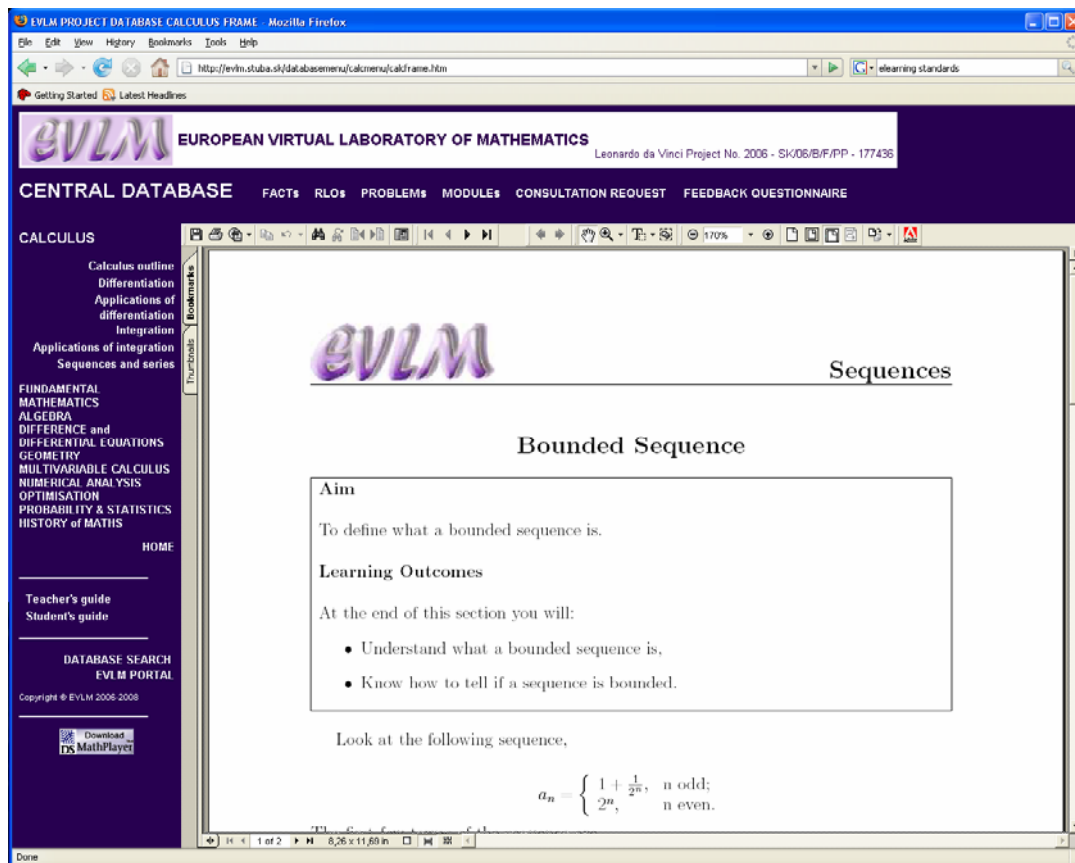 EVLM PROJECT DATABASE CALCULUS FRAME - Mozilla Firefox
File Edit View History Bookmarks Tools Help
http://evlm.stuba.sk/databasemenu/calcmenu/calcframe.htm
elearning standards
Getting Started Latest Headlines
EVLM EUROPEAN VIRTUAL LABORATORY OF MATHEMATICS
Leonardo da Vinci Project No. 2006 - SK/06/B/F/PP - 177436
CENTRAL DATABASE FACTs RLOs PROBLEMs MODULEs CONSULTATION REQUEST FEEDBACK QUESTIONNAIRE
CALCULUS
Calculus outline
Differentiation
Applications of
differentiation
Integration
Applications of integration
Sequences and series
FUNDAMENTAL
MATHEMATICS
ALGEBRA
DIFFERENCE and
DIFFERENTIAL EQUATIONS
GEOMETRY
MULTIVARIABLE CALCULUS
NUMERICAL ANALYSIS
OPTIMISATION
PROBABILITY & STATISTICS
HISTORY of MATHS
HOME
Teacher's guide
Student's guide
DATABASE SEARCH
EVLM PORTAL
Copyright © EVLM 2006-2008
Download
DS MathPlayer
170%
Bookmarks
Thumbnails
EVLM
Sequences
Bounded Sequence
Aim
To define what a bounded sequence is.
Learning Outcomes
At the end of this section you will:
• Understand what a bounded sequence is,
• Know how to tell if a sequence is bounded.
Look at the following sequence,
aₙ = { 1 + 1/2ⁿ, n odd;
2ⁿ, n even.
1 of 2 8,26 x 11,69 in
Done